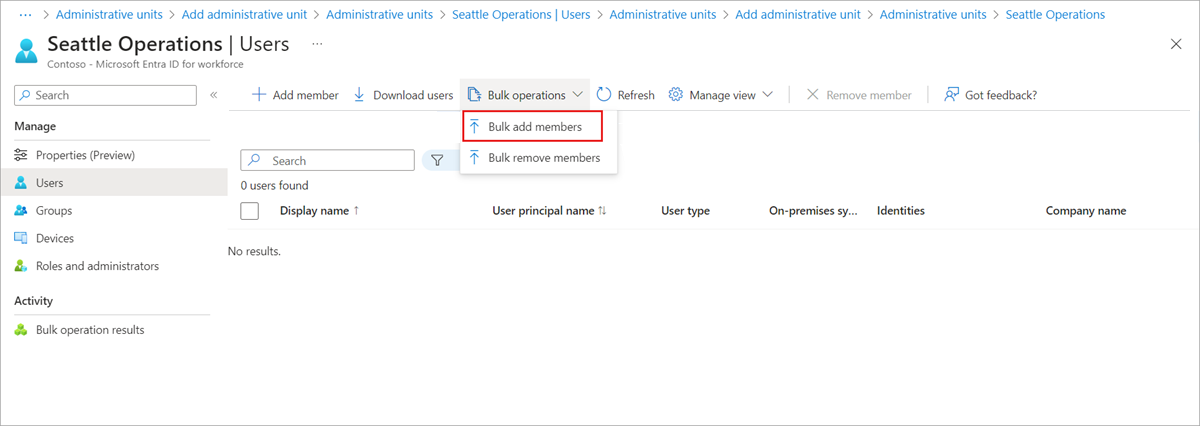 ··· > Administrative units > Add administrative unit > Administrative units > Seattle Operations | Users > Administrative units > Add administrative unit > Administrative units > Seattle Operations
Seattle Operations | Users ···
Contoso - Microsoft Entra ID for workforce
Search «
Add member Download users Bulk operations Refresh Manage view Remove member Got feedback?
Bulk add members
Bulk remove members
Manage
Properties (Preview)
Users
Groups
Devices
Roles and administrators
Activity
Bulk operation results
Search
0 users found
Display name ↑ User principal name ↑↓ User type On-premises sy... Identities Company name
No results.